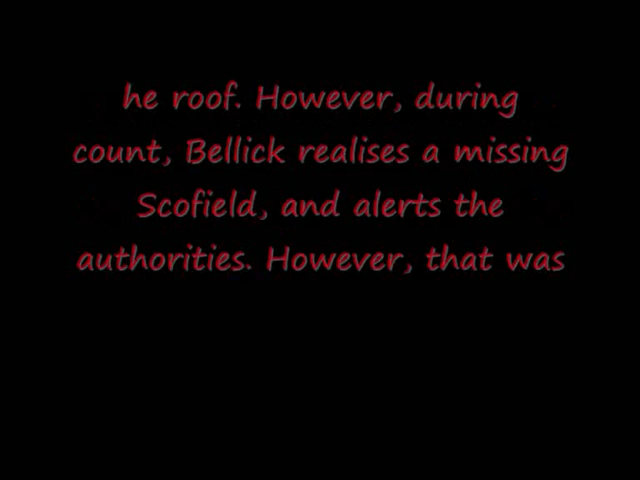 he roof. However, during
count, Bellick realises a missing
Scofield, and alerts the
authorities. However, that was